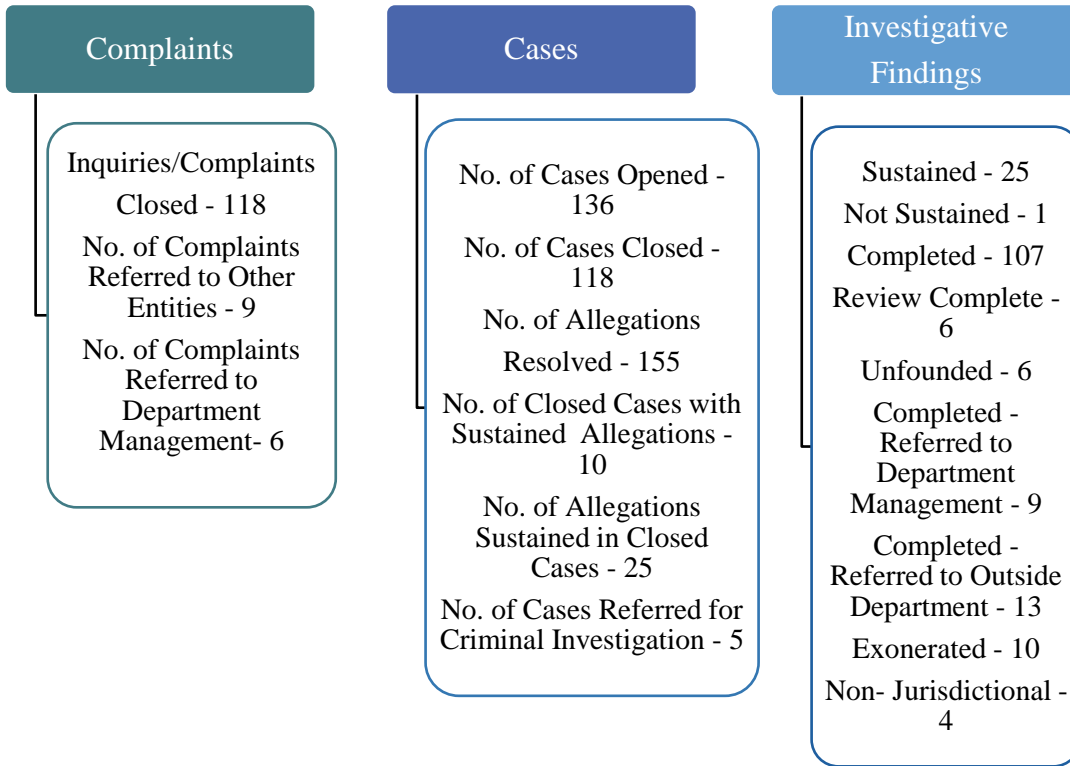 Complaints
Inquiries/Complaints
Closed - 118
No. of Complaints
Referred to Other
Entities - 9
No. of Complaints
Referred to
Department
Management- 6
Cases
No. of Cases Opened -
136
No. of Cases Closed -
118
No. of Allegations
Resolved - 155
No. of Closed Cases with
Sustained Allegations -
10
No. of Allegations
Sustained in Closed
Cases - 25
No. of Cases Referred for
Criminal Investigation - 5
Investigative
Findings
Sustained - 25
Not Sustained - 1
Completed - 107
Review Complete -
6
Unfounded - 6
Completed -
Referred to
Department
Management - 9
Completed -
Referred to Outside
Department - 13
Exonerated - 10
Non- Jurisdictional -
4